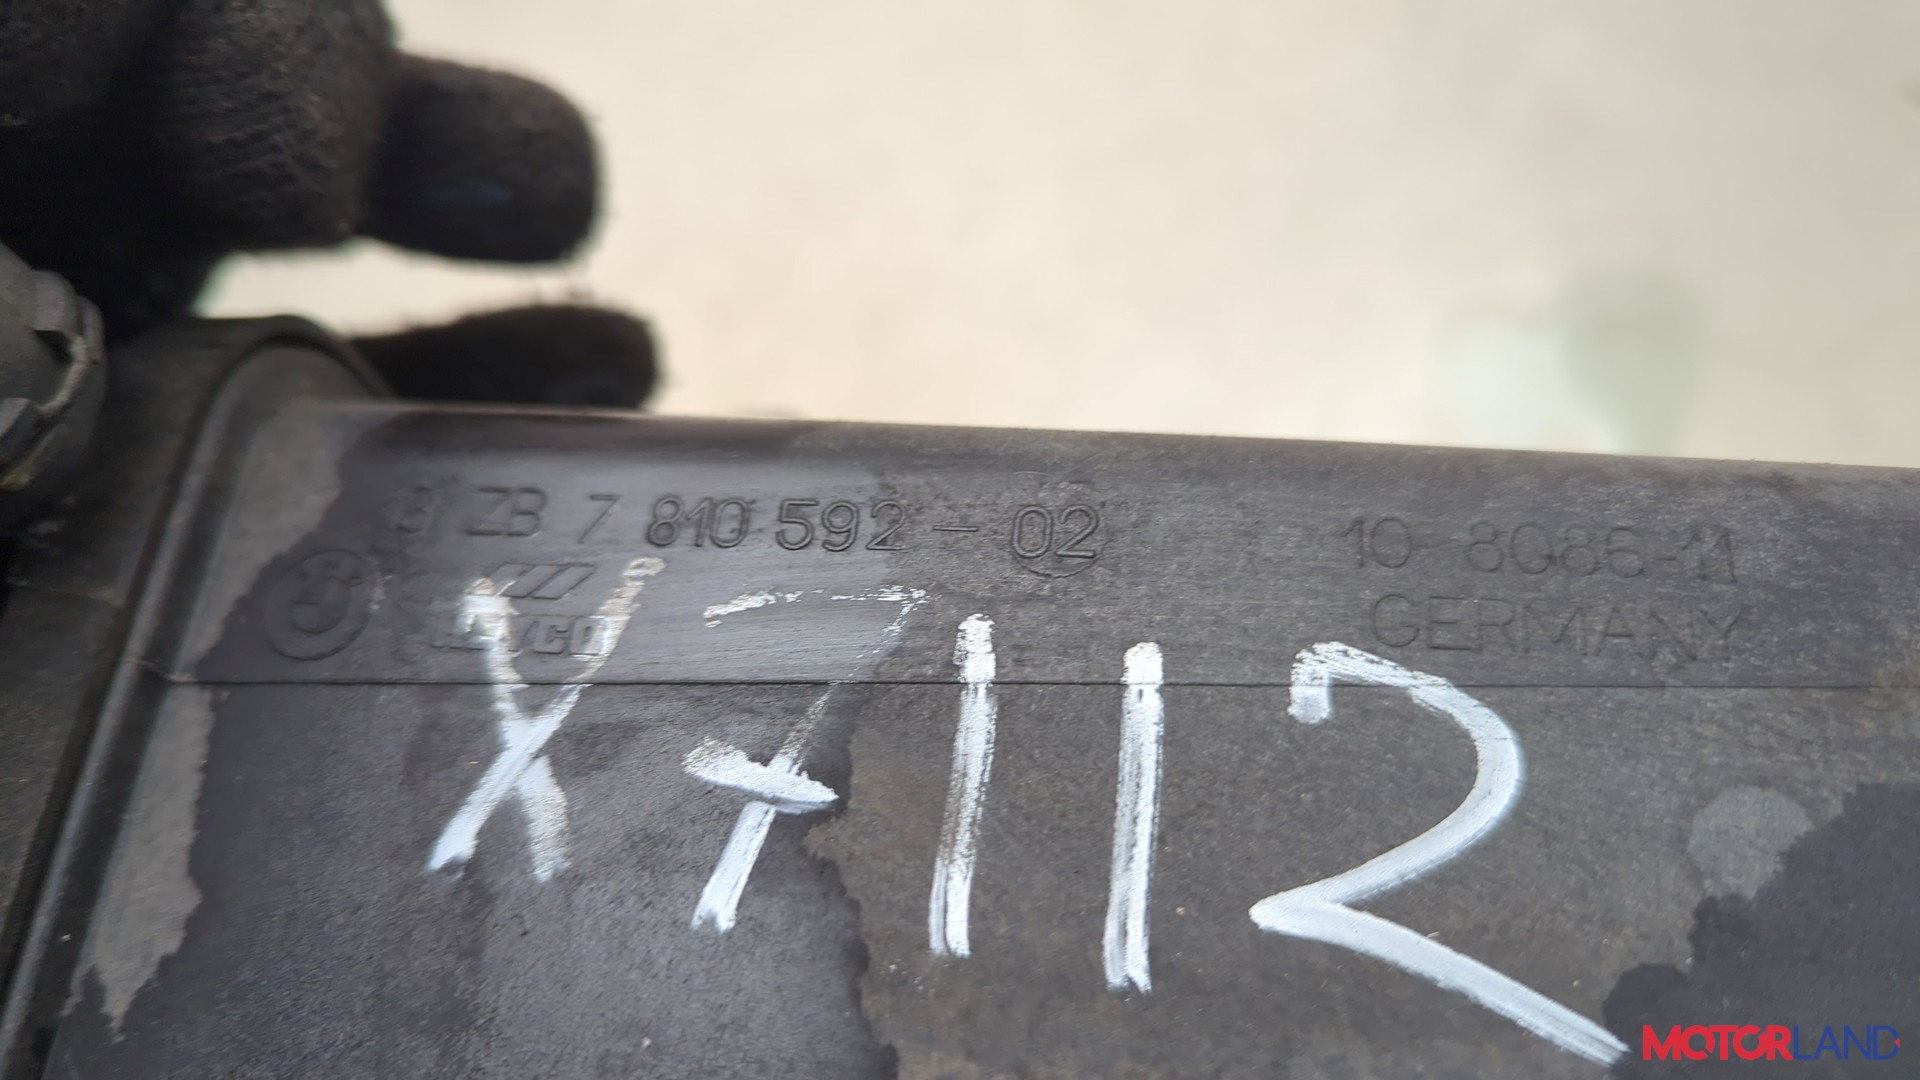 ZB 7 810 592 - 02
10-8086-11
GERMANY
X7112
MOTORLAND